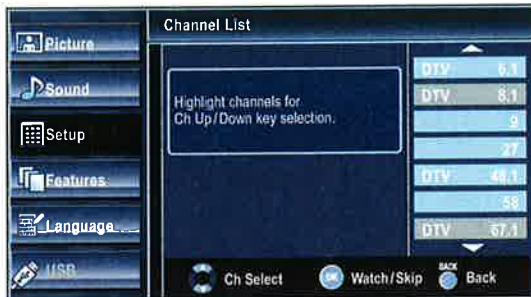 Channel List
Picture
Sound
Setup
Features
Language
USB
Highlight channels for
Ch Up/Down key selection.
DTV 5.1
DTV 8.1
9
27
DTV 48.1
58
DTV 67.1
Ch Select
OK Watch/Skip
BACK Back